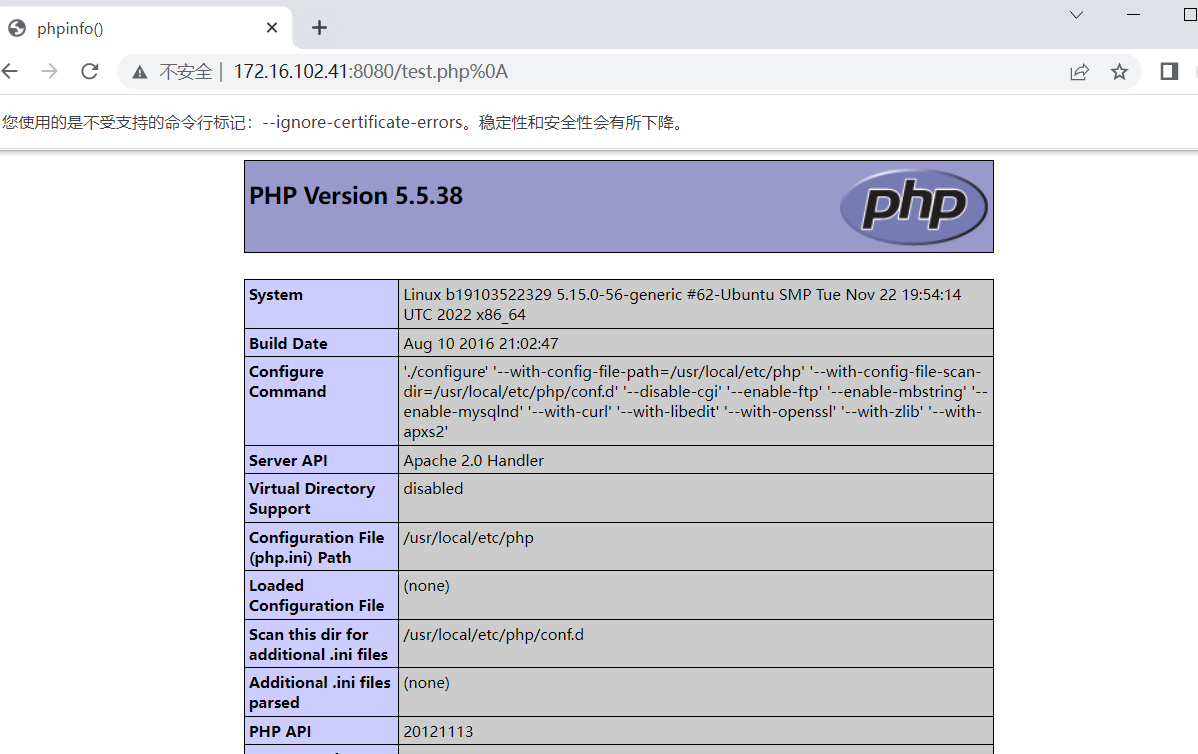 phpinfo()
不安全 | 172.16.102.41:8080/test.php%0A
您使用的是不受支持的命令行标记：--ignore-certificate-errors。稳定性和安全性会有所下降。
PHP Version 5.5.38
php
System
Linux b19103522329 5.15.0-56-generic #62-Ubuntu SMP Tue Nov 22 19:54:14
UTC 2022 x86_64
Build Date
Aug 10 2016 21:02:47
Configure
Command
'./configure' '--with-config-file-path=/usr/local/etc/php' '--with-config-file-scan-
dir=/usr/local/etc/php/conf.d' '--disable-cgi' '--enable-ftp' '--enable-mbstring' '--
enable-mysqlnd' '--with-curl' '--with-libedit' '--with-openssl' '--with-zlib' '--with-
apxs2'
Server API
Apache 2.0 Handler
Virtual Directory
Support
disabled
Configuration File
(php.ini) Path
/usr/local/etc/php
Loaded
Configuration File
(none)
Scan this dir for
additional .ini files
/usr/local/etc/php/conf.d
Additional .ini files
parsed
(none)
PHP API
20121113